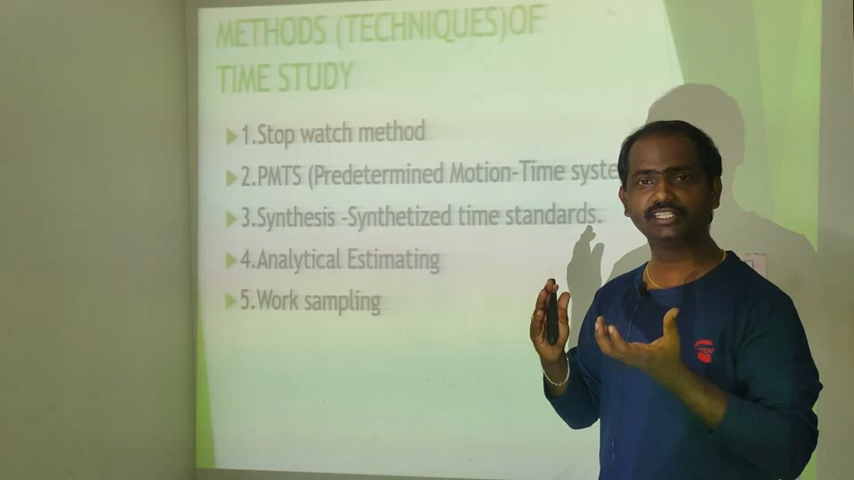 METHODS (TECHNIQUES)OF
TIME STUDY
1.Stop watch method
2.PMTS (Predetermined Motion-Time syste
3.Synthesis -Synthetized time standards.
4.Analytical Estimating
5.Work sampling